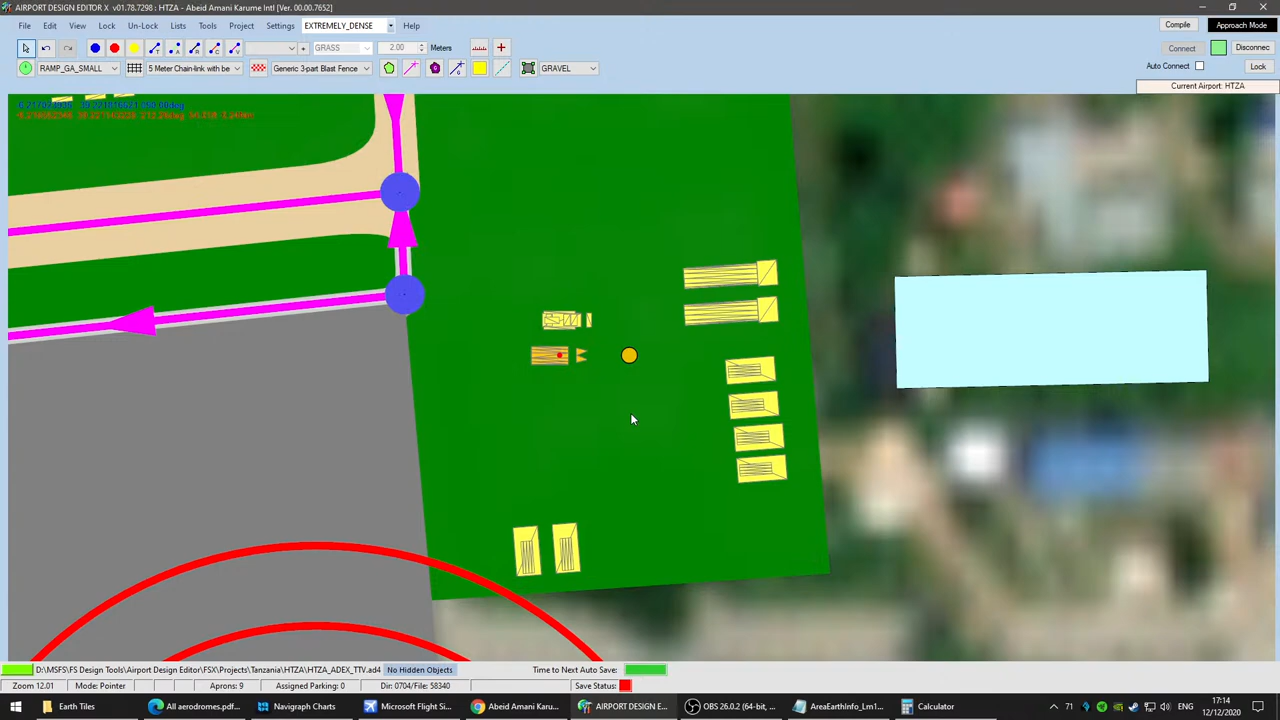 AIRPORT DESIGN EDITOR X v01.78.7298 : HTZA - Abeid Amani Karume Intl (Ver. 00.00.7652)
File Edit View Lock Un-Lock Lists Tools Project Settings EXTREMELY_DENSE Help
Compile Approach Mode
GRASS 2.00 Meters
Connect Disconnect
RAMP_GA_SMALL 5 Meter Chain-link with be Generic 3-part Blast Fence GRAVEL
Auto Connect Lock
Current Airport: HTZA
D:\MSFS\FS Design Tools\Airport Design Editor\FSX\Projects\Tanzania\HTZA\HTZA_ADEX_TTV.ad4 No Hidden Objects Time to Next Auto Save:
Zoom 12.01 Mode: Pointer Aprons: 9 Assigned Parking: 0 Dir: 0704/File: 58340 Save Status:
Earth Tiles All aerodromes.pdf... Navigraph Charts Microsoft Flight Si... Abeid Amani Karu... AIRPORT DESIGN E... OBS 26.0.2 (64-bit, ... AreaEarthInfo_Lm1... Calculator 71
17:14
12/12/2020